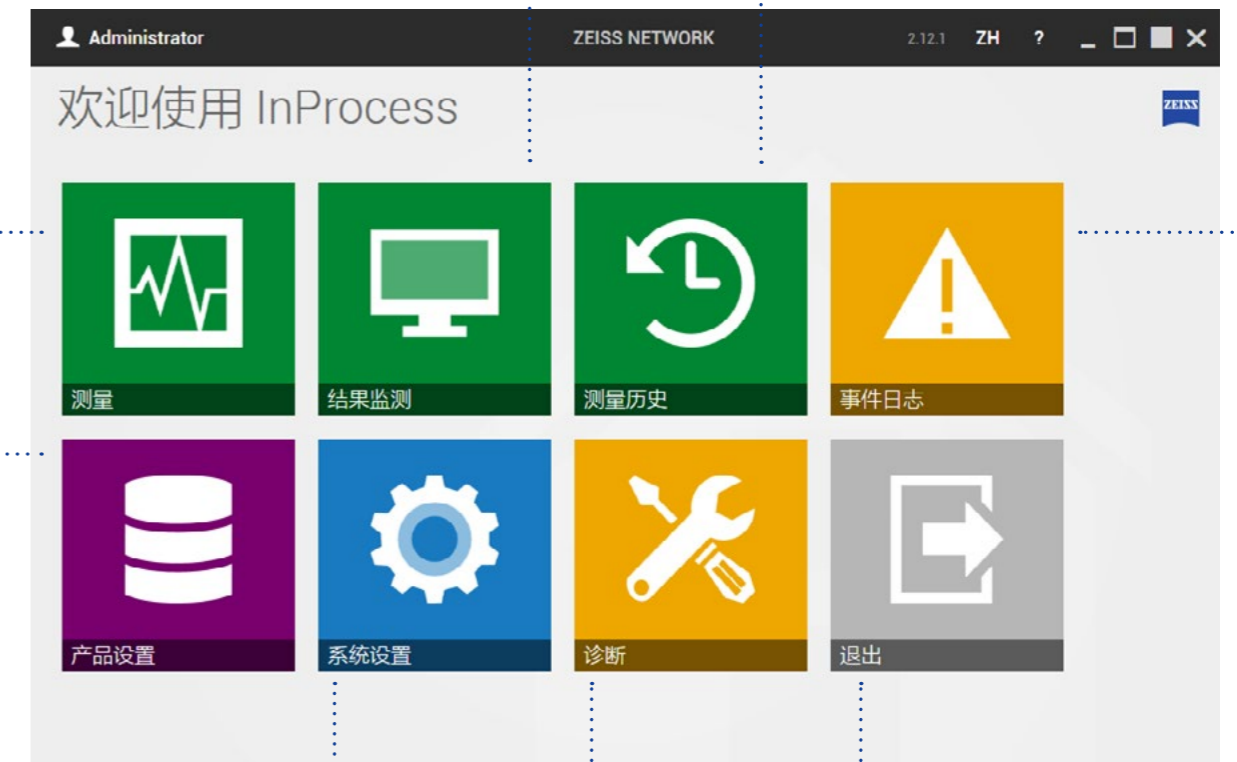 Administrator
ZEISS NETWORK
2.12.1 ZH ?
欢迎使用 InProcess
ZEISS
测量
结果监测
测量历史
事件日志
产品设置
系统设置
诊断
退出